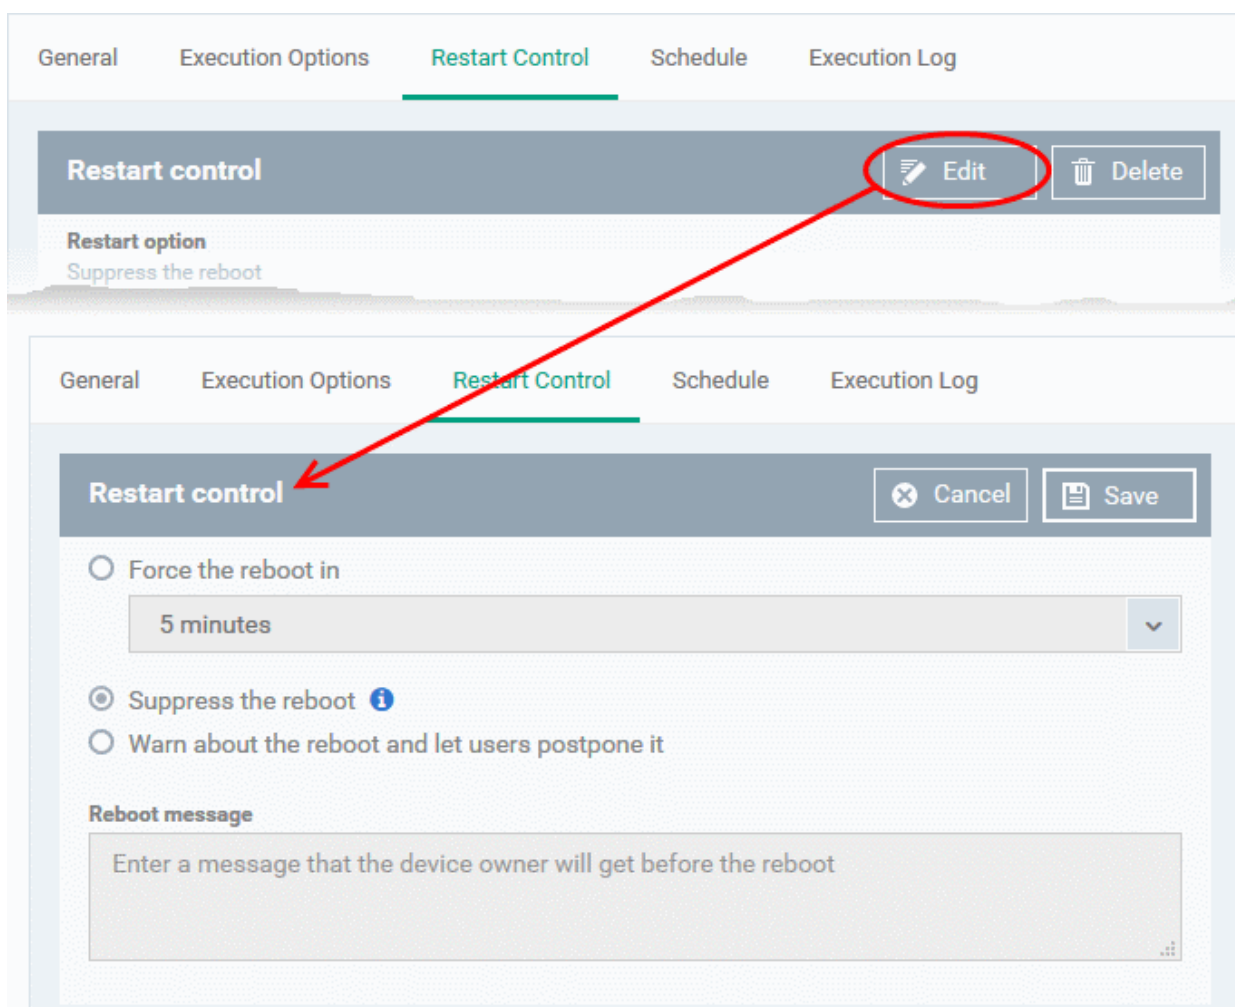 General Execution Options Restart Control Schedule Execution Log
Restart control Edit Delete
Restart option
Suppress the reboot
General Execution Options Restart Control Schedule Execution Log
Restart control Cancel Save
Force the reboot in
5 minutes
Suppress the reboot
Warn about the reboot and let users postpone it
Reboot message
Enter a message that the device owner will get before the reboot